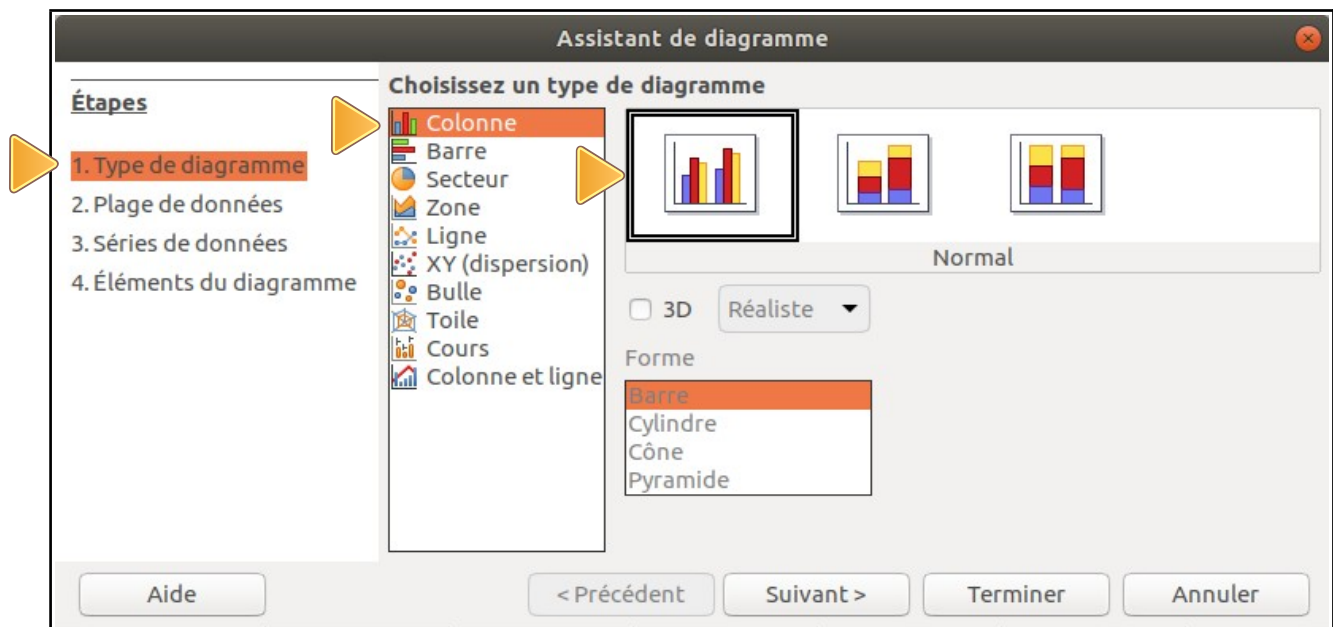 Assistant de diagramme
Étapes
1. Type de diagramme
2. Plage de données
3. Séries de données
4. Éléments du diagramme
Choisissez un type de diagramme
Colonne
Barre
Secteur
Zone
Ligne
XY (dispersion)
Bulle
Toile
Cours
Colonne et ligne
Normal
3D
Réaliste
Forme
Barre
Cylindre
Cône
Pyramide
Aide
< Précédent
Suivant >
Terminer
Annuler